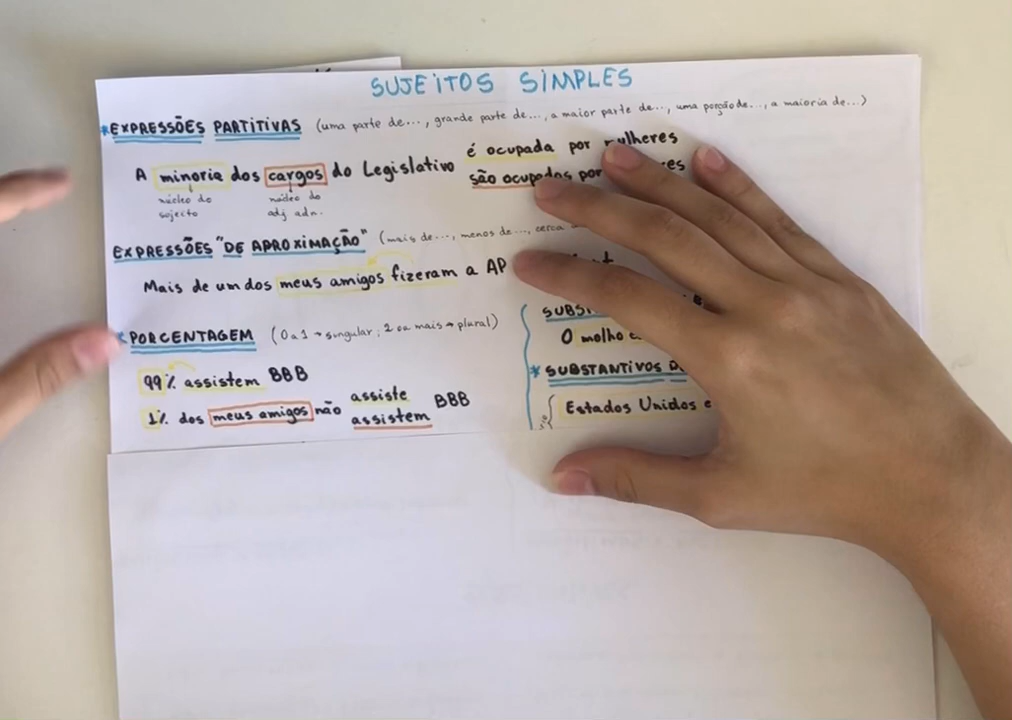 SUJEITOS SIMPLES
*EXPRESSÕES PARTITIVAS (uma parte de..., grande parte de..., a maior parte de..., uma porção de..., a maioria de...)
A minoria dos cargos do Legislativo é ocupada por mulheres
são ocupados por
núcleo do sujeito
núcleo do adj adn.
EXPRESSÕES "DE APROXIMAÇÃO" (mais de..., menos de..., cerca
Mais de um dos meus amigos fizeram a AP
*PORCENTAGEM (0 a 1 → singular; 2 ou mais → plural)
99% assistem BBB
1% dos meus amigos não assiste BBB
assistem
O molho
*SUBSTANTIVOS
Estados Unidos e